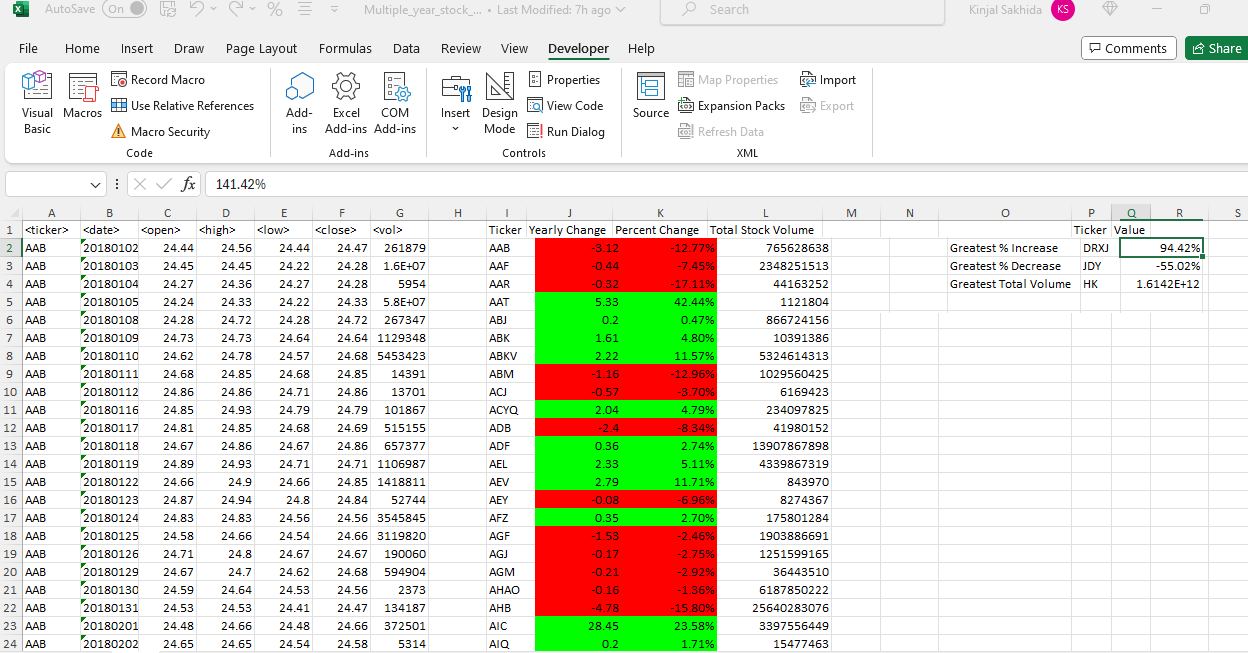 AutoSave On % Multiple_year_stock_... • Last Modified: 7h ago Search Kinjal Sakhida KS
File Home Insert Draw Page Layout Formulas Data Review View Developer Help Comments Share
Visual Basic Macros Record Macro Use Relative References Macro Security
Code
Add-ins Excel Add-ins COM Add-ins
Add-ins
Insert Design Mode Properties View Code Run Dialog
Controls
Source Map Properties Expansion Packs Refresh Data Import Export
XML
fx 141.42%
A B C D E F G H I J K L M N O P Q R S
1 <ticker> <date> <open> <high> <low> <close> <vol> Ticker Yearly Change Percent Change Total Stock Volume Ticker Value
2 AAB 20180102 24.44 24.56 24.44 24.47 261879 AAB -3.12 -12.77% 765628638 Greatest % Increase DRXJ 94.42%
3 AAB 20180103 24.45 24.45 24.22 24.28 1.6E+07 AAF -0.44 -7.45% 2348251513 Greatest % Decrease JDY -55.02%
4 AAB 20180104 24.27 24.36 24.27 24.28 5954 AAR -0.32 -17.11% 44163252 Greatest Total Volume HK 1.6142E+12
5 AAB 20180105 24.24 24.33 24.22 24.33 5.8E+07 AAT 5.33 42.44% 1121804
6 AAB 20180108 24.28 24.72 24.28 24.72 267347 ABJ 0.2 0.47% 866724156
7 AAB 20180109 24.73 24.73 24.64 24.64 1129348 ABK 1.61 4.80% 10391386
8 AAB 20180110 24.62 24.78 24.57 24.68 5453423 ABKV 2.22 11.57% 5324614313
9 AAB 20180111 24.68 24.85 24.68 24.85 14391 ABM -1.16 -12.96% 1029560425
10 AAB 20180112 24.86 24.86 24.71 24.86 13701 ACJ -0.57 -3.70% 6169423
11 AAB 20180116 24.85 24.93 24.79 24.79 101867 ACYQ 2.04 4.79% 234097825
12 AAB 20180117 24.81 24.85 24.68 24.69 515155 ADB -2.4 -8.34% 41980152
13 AAB 20180118 24.67 24.86 24.67 24.86 657377 ADF 0.36 2.74% 13907867898
14 AAB 20180119 24.89 24.93 24.71 24.71 1106987 AEL 2.33 5.11% 4339867319
15 AAB 20180122 24.66 24.9 24.66 24.85 1418811 AEV 2.79 11.71% 843970
16 AAB 20180123 24.87 24.94 24.8 24.84 52744 AEY -0.08 -6.96% 8274367
17 AAB 20180124 24.83 24.83 24.56 24.56 3545845 AFZ 0.35 2.70% 175801284
18 AAB 20180125 24.58 24.66 24.54 24.66 3119820 AGF -1.53 -2.46% 1903886691
19 AAB 20180126 24.71 24.8 24.67 24.67 190060 AGJ -0.17 -2.75% 1251599165
20 AAB 20180129 24.67 24.7 24.62 24.68 594904 AGM -0.21 -2.92% 36443510
21 AAB 20180130 24.59 24.64 24.53 24.56 2373 AHAO -0.16 -1.36% 6187850222
22 AAB 20180131 24.53 24.53 24.41 24.47 134187 AHB -4.78 -15.80% 25640283076
23 AAB 20180201 24.48 24.66 24.48 24.66 372501 AIC 28.45 23.58% 3397556449
24 AAB 20180202 24.65 24.65 24.54 24.58 5314 AIQ 0.2 1.71% 15477463